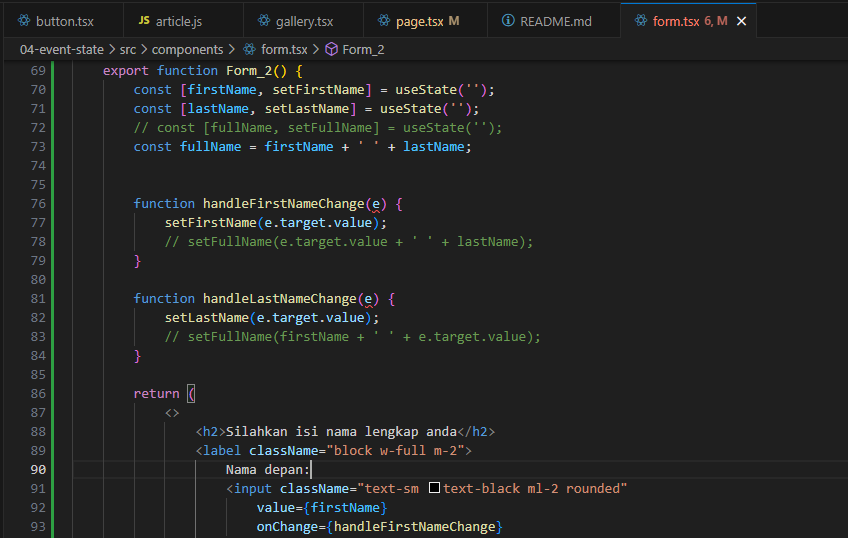 button.tsx JS article.js gallery.tsx page.tsx M README.md form.tsx 6, M
04-event-state > src > components > form.tsx > Form_2
69 export function Form_2() {
70 const [firstName, setFirstName] = useState('');
71 const [lastName, setLastName] = useState('');
72 // const [fullName, setFullName] = useState('');
73 const fullName = firstName + ' ' + lastName;
74
75
76 function handleFirstNameChange(e) {
77 setFirstName(e.target.value);
78 // setFullName(e.target.value + ' ' + lastName);
79 }
80
81 function handleLastNameChange(e) {
82 setLastName(e.target.value);
83 // setFullName(firstName + ' ' + e.target.value);
84 }
85
86 return (
87 <>
88 <h2>Silahkan isi nama lengkap anda</h2>
89 <label className="block w-full m-2">
90 Nama depan:
91 <input className="text-sm text-black ml-2 rounded"
92 value={firstName}
93 onChange={handleFirstNameChange}